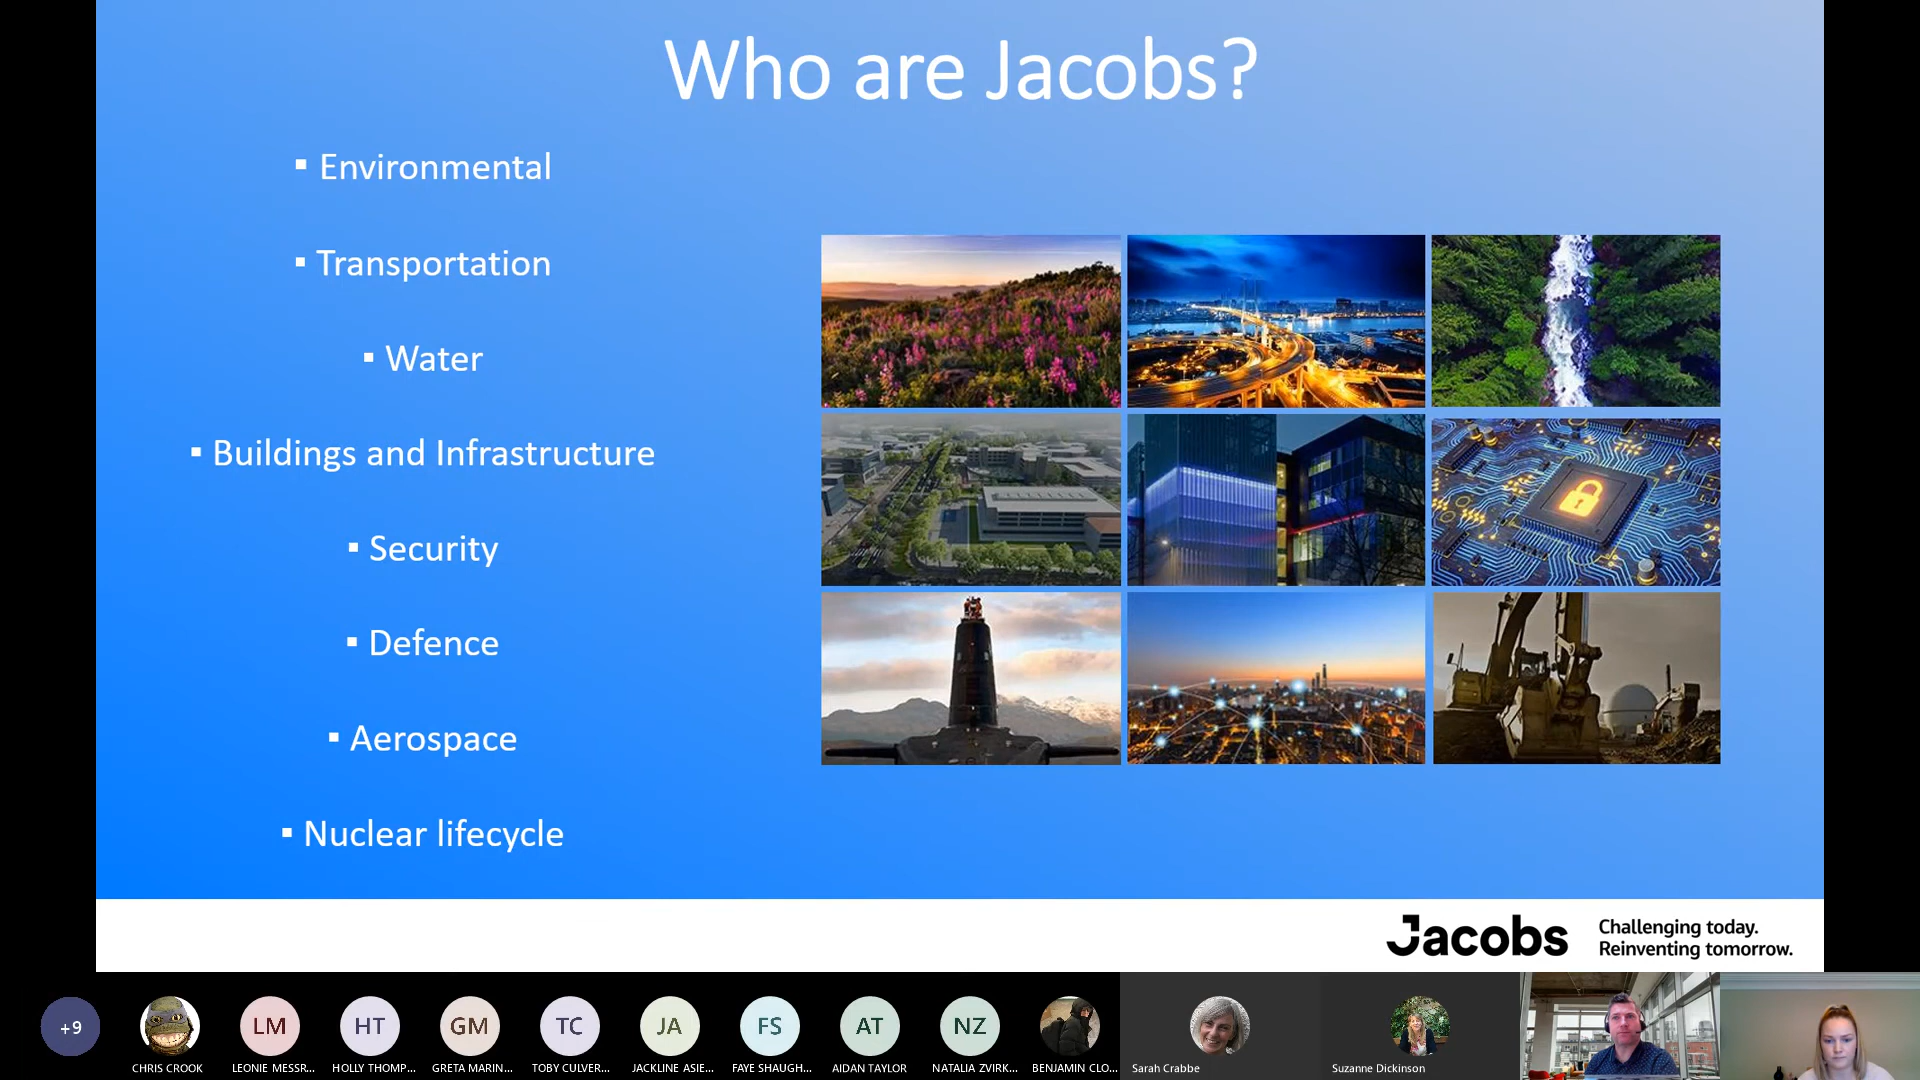 Who are Jacobs?
▪ Environmental
▪ Transportation
▪ Water
▪ Buildings and Infrastructure
▪ Security
▪ Defence
▪ Aerospace
▪ Nuclear lifecycle
Jacobs
Challenging today.
Reinventing tomorrow.
+9
LM
HT
GM
TC
JA
FS
AT
NZ
CHRIS CROOK
LEONIE MESSR...
HOLLY THOMP...
GRETA MARIN...
TOBY CULVER...
JACKLINE ASIE...
FAYE SHAUGH...
AIDAN TAYLOR
NATALIA ZVIRK...
BENJAMIN CLO...
Sarah Crabbe
Suzanne Dickinson